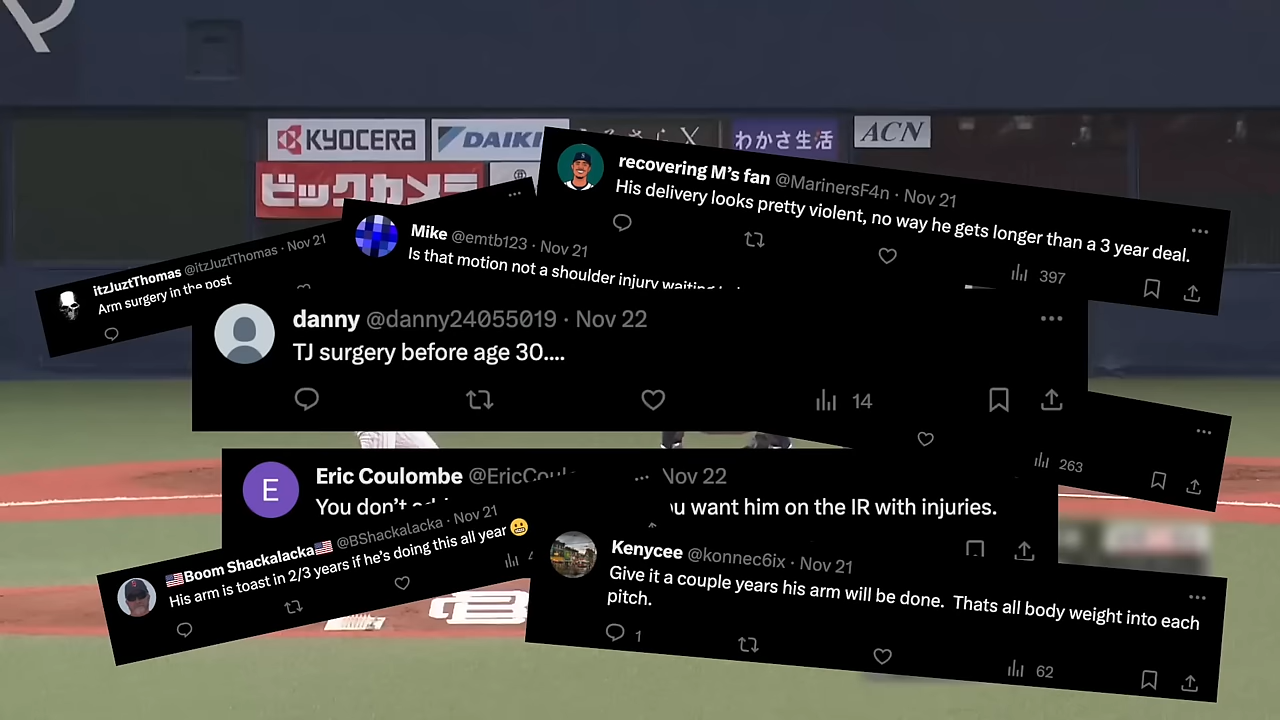 KYOCERA
DAIKI
わかさ生活
ACN
ビックカメラ
recovering M's fan @MarinersF4n · Nov 21
His delivery looks pretty violent, no way he gets longer than a 3 year deal.
397
Mike @emtb123 · Nov 21
Is that motion not a shoulder injury waiting
itzJuztThomas @itzJuztThomas · Nov 21
Arm surgery in the post
danny @danny24055019 · Nov 22
TJ surgery before age 30....
14
263
Eric Coulombe @EricCoul Nov 22
You don't want him on the IR with injuries.
🇺🇸Boom Shackalacka🇺🇸 @BShackalacka · Nov 21
His arm is toast in 2/3 years if he's doing this all year 😬
Kenycee @konnec6ix · Nov 21
Give it a couple years his arm will be done. Thats all body weight into each
pitch.
1
62